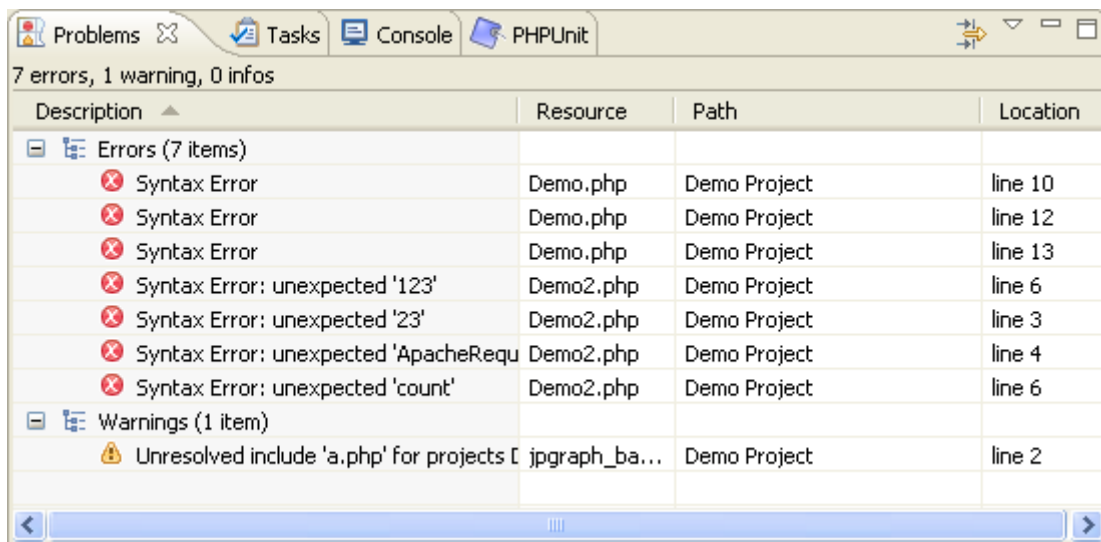 Problems Tasks Console PHPUnit
7 errors, 1 warning, 0 infos
Description Resource Path Location
Errors (7 items)
Syntax Error Demo.php Demo Project line 10
Syntax Error Demo.php Demo Project line 12
Syntax Error Demo.php Demo Project line 13
Syntax Error: unexpected '123' Demo2.php Demo Project line 6
Syntax Error: unexpected '23' Demo2.php Demo Project line 3
Syntax Error: unexpected 'ApacheRequ Demo2.php Demo Project line 4
Syntax Error: unexpected 'count' Demo2.php Demo Project line 6
Warnings (1 item)
Unresolved include 'a.php' for projects D jpgraph_ba... Demo Project line 2